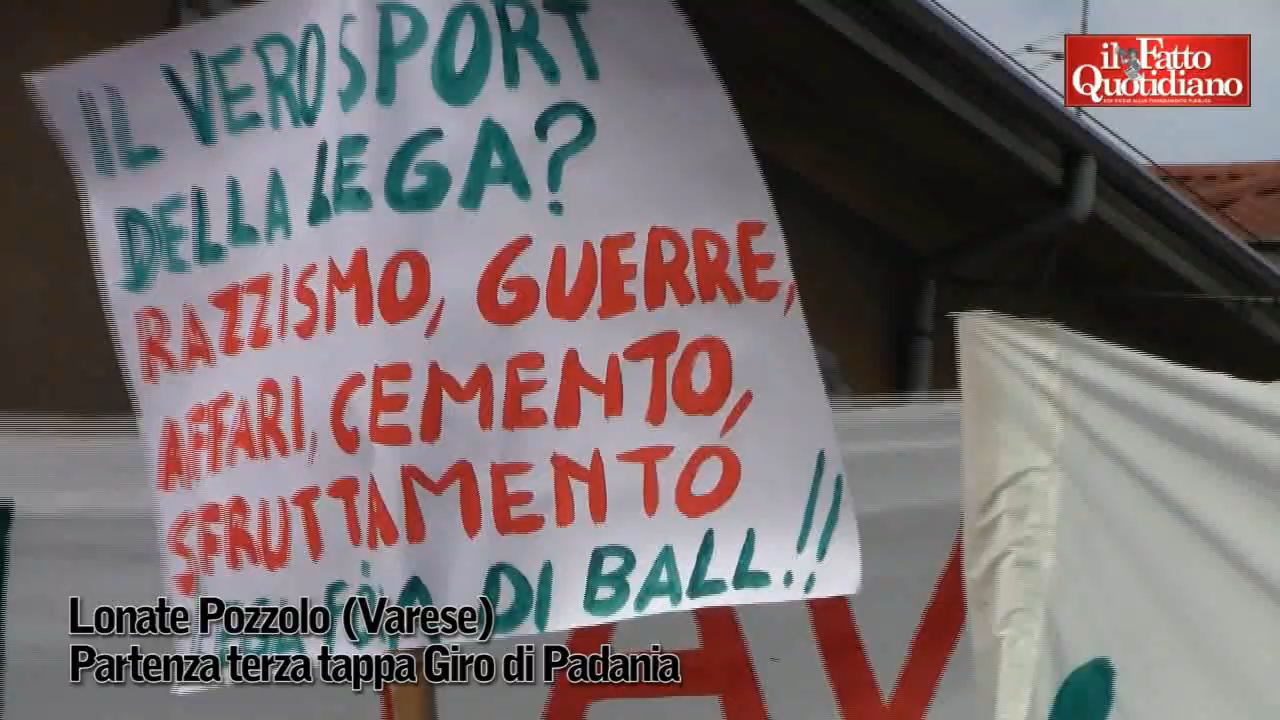 IL VERO SPORT
DELLA LEGA?
RAZZISMO, GUERRE,
AFFARI, CEMENTO,
SFRUTTAMENTO
DI BALL!!
AV
il Fatto
Quotidiano
Lonate Pozzolo (Varese)
Partenza terza tappa Giro di Padania